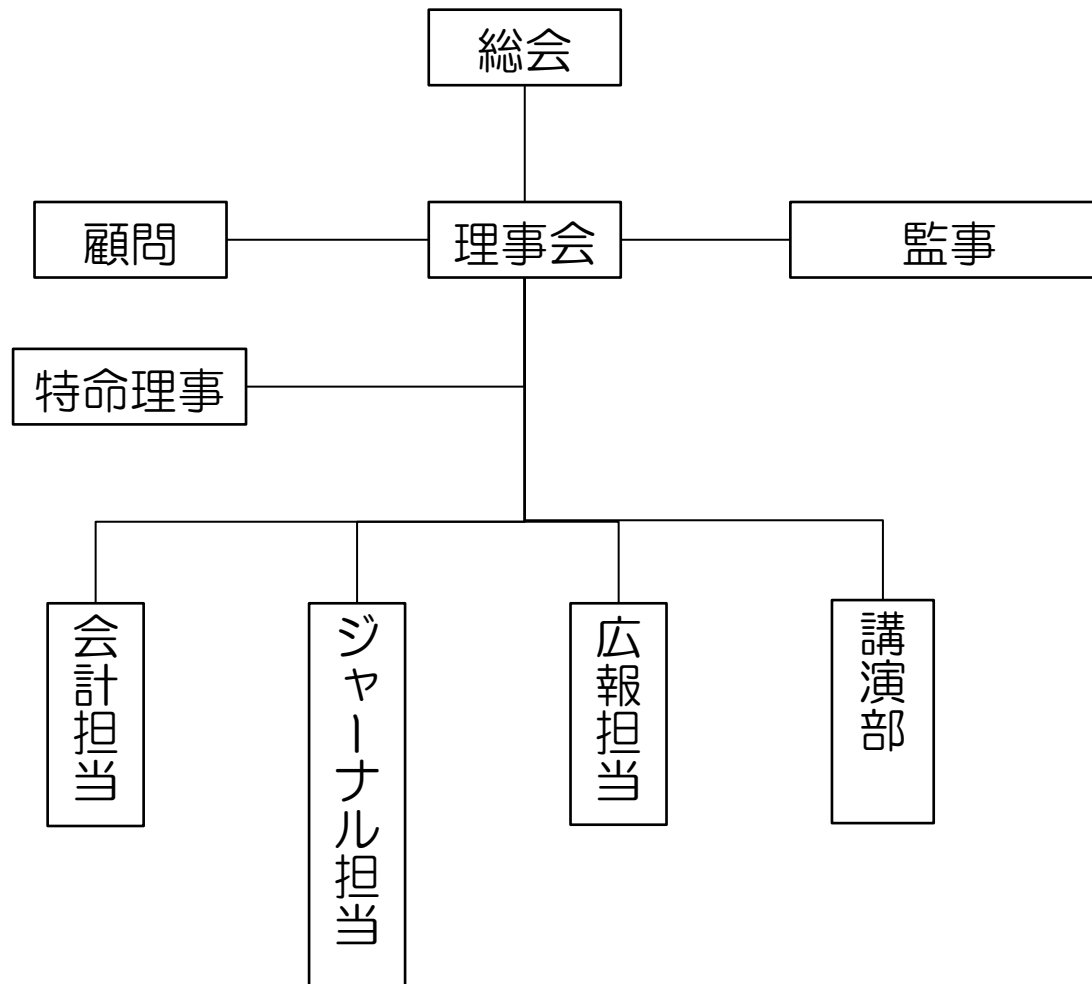 総会
顧問
理事会
監事
特命理事
会計担当
ジャーナル担当
広報担当
講演部